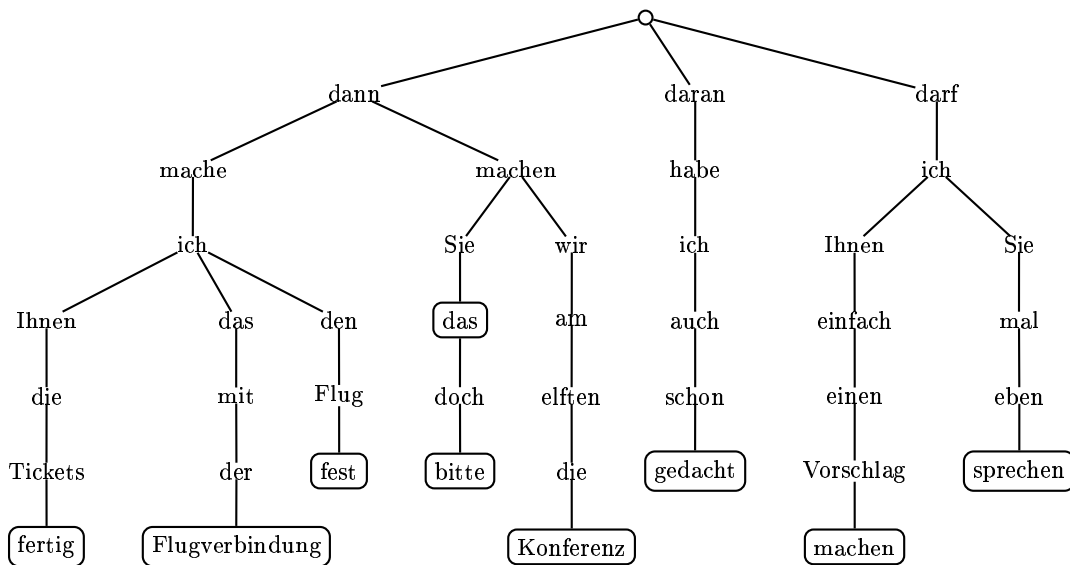 dann daran darf
mache machen habe ich
ich Sie wir ich Ihnen Sie
Ihnen das den das am auch einfach mal
die mit Flug doch elften schon einen eben
Tickets der fest bitte die gedacht Vorschlag sprechen
fertig Flugverbindung Konferenz machen